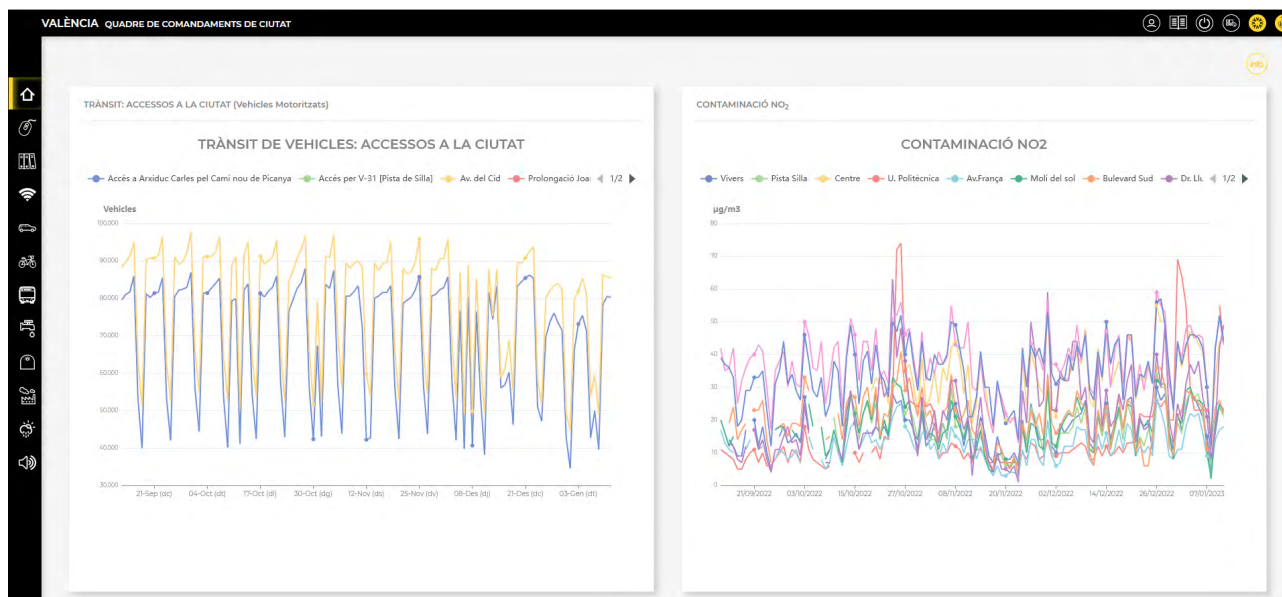 VALÈNCIA QUADRE DE COMANDAMENTS DE CIUTAT
info
TRÀNSIT: ACCESSOS A LA CIUTAT (Vehicles Motoritzats)
TRÀNSIT DE VEHICLES: ACCESSOS A LA CIUTAT
Accés a Arxiduc Carles pel Camí nou de Picanya Accés per V-31 [Pista de Silla] Av. del Cid Prolongació Joa 1/2
Vehicles
100.000
90.000
80.000
70.000
60.000
50.000
40.000
30.000
21-Sep (dc) 04-Oct (dt) 17-Oct (dl) 30-Oct (dg) 12-Nov (ds) 25-Nov (dv) 08-Des (dj) 21-Des (dc) 03-Gen (dt)
CONTAMINACIÓ NO2
CONTAMINACIÓ NO2
Vivers Pista Silla Centre U. Politècnica Av.França Molí del sol Bulevard Sud Dr. Llu 1/2
µg/m3
80
70
60
50
40
30
20
10
0
21/09/2022 03/10/2022 15/10/2022 27/10/2022 08/11/2022 20/11/2022 02/12/2022 14/12/2022 26/12/2022 07/01/2023